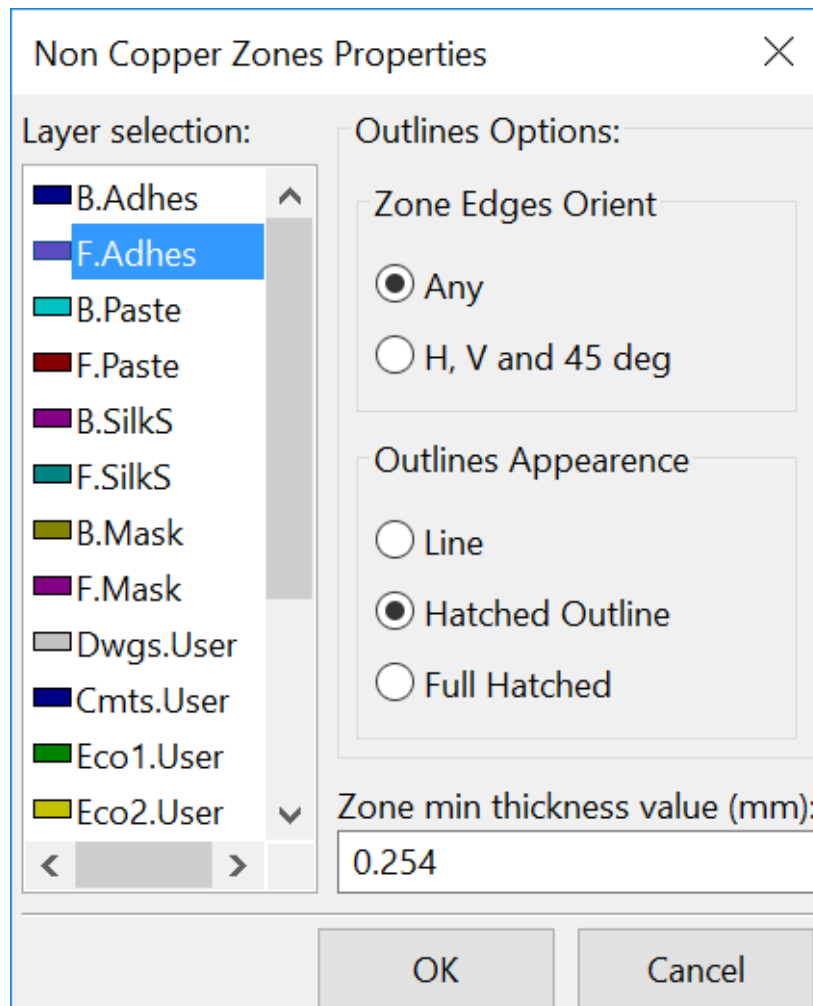 Non Copper Zones Properties
Layer selection:
B.Adhes
F.Adhes
B.Paste
F.Paste
B.SilkS
F.SilkS
B.Mask
F.Mask
Dwgs.User
Cmts.User
Eco1.User
Eco2.User
Outlines Options:
Zone Edges Orient
Any
H, V and 45 deg
Outlines Appearence
Line
Hatched Outline
Full Hatched
Zone min thickness value (mm):
0.254
OK
Cancel